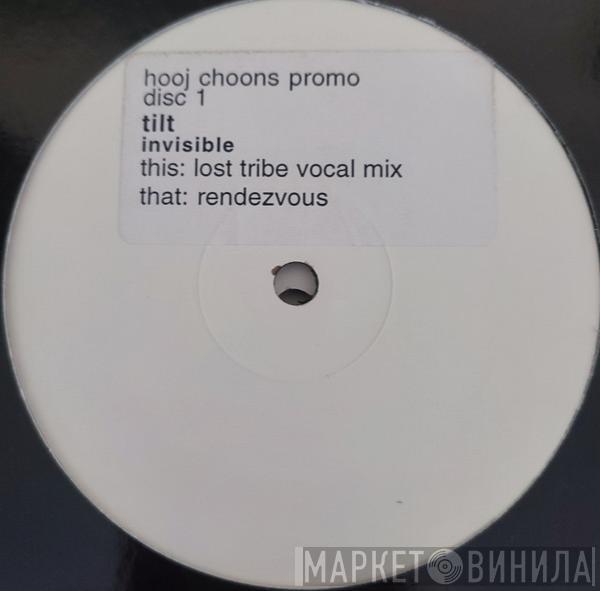 hooj choons promo
disc 1
tilt
invisible
this: lost tribe vocal mix
that: rendezvous
МАРКЕТ ВИНИЛА